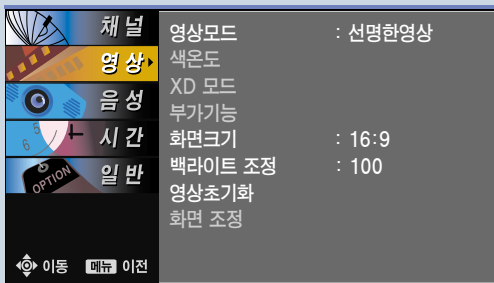 채널
영상
음성
시간
일반
OPTION
영상모드 : 선명한영상
색온도
XD 모드
부가기능
화면크기 : 16:9
백라이트 조정 : 100
영상초기화
화면 조정
이동 메뉴 이전
6 5